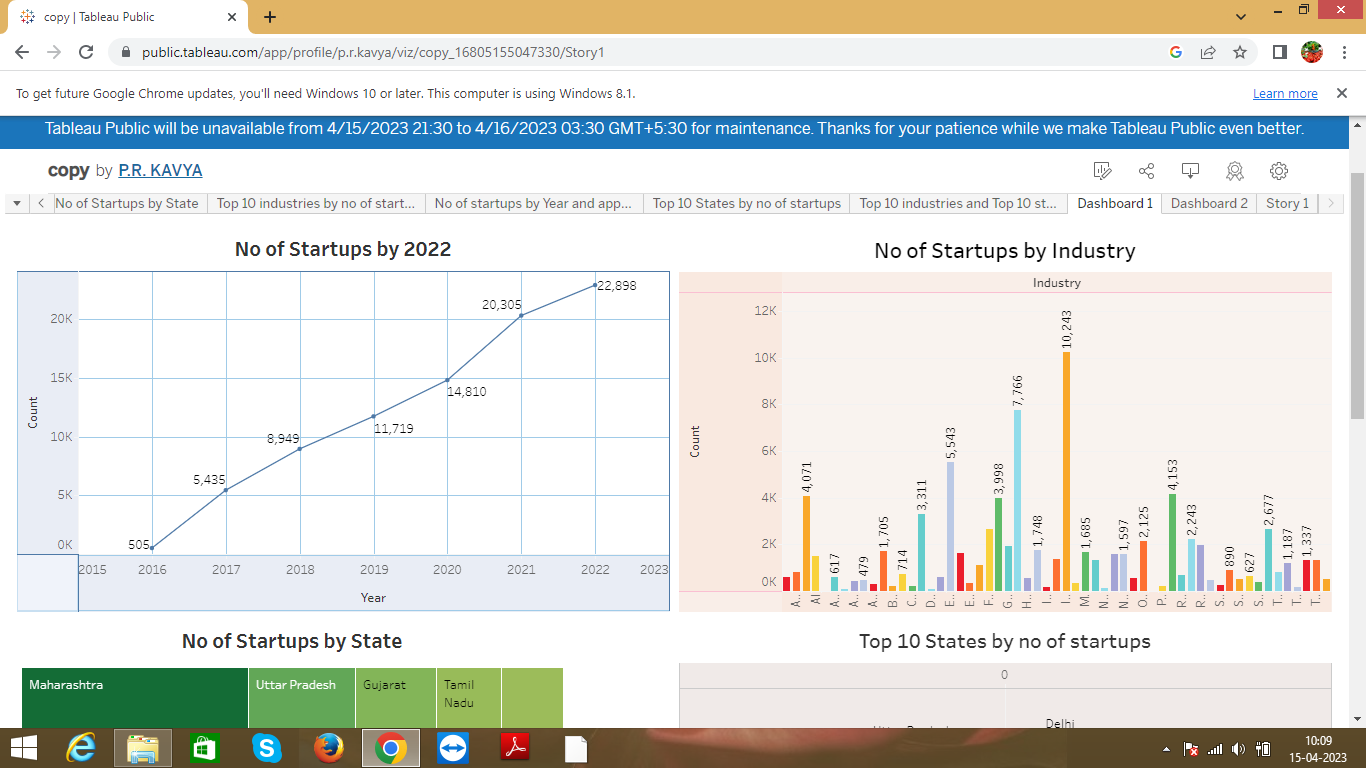 copy | Tableau Public
public.tableau.com/app/profile/p.r.kavya/viz/copy_16805155047330/Story1
To get future Google Chrome updates, you'll need Windows 10 or later. This computer is using Windows 8.1.
Learn more
Tableau Public will be unavailable from 4/15/2023 21:30 to 4/16/2023 03:30 GMT+5:30 for maintenance. Thanks for your patience while we make Tableau Public even better.
copy by P.R. KAVYA
No of Startups by State
Top 10 industries by no of start...
No of startups by Year and app...
Top 10 States by no of startups
Top 10 industries and Top 10 st...
Dashboard 1
Dashboard 2
Story 1
No of Startups by 2022
Count
20K
15K
10K
5K
0K
505
5,435
8,949
11,719
14,810
20,305
22,898
2015 2016 2017 2018 2019 2020 2021 2022 2023
Year
No of Startups by Industry
Industry
Count
12K
10K
8K
6K
4K
2K
0K
4,071
617
479
1,705
714
3,311
5,543
3,998
7,766
1,748
10,243
1,685
1,597
2,125
4,153
2,243
890
627
2,677
1,187
1,337
A.. AI A.. A.. A.. B.. C.. D.. E.. E.. F.. G.. H.. I.. I.. M.. N.. N.. O.. P.. R.. R.. S.. S.. S.. T.. T.. T..
No of Startups by State
Maharashtra
Uttar Pradesh
Gujarat
Tamil
Nadu
Top 10 States by no of startups
0
Delhi
10:09
15-04-2023